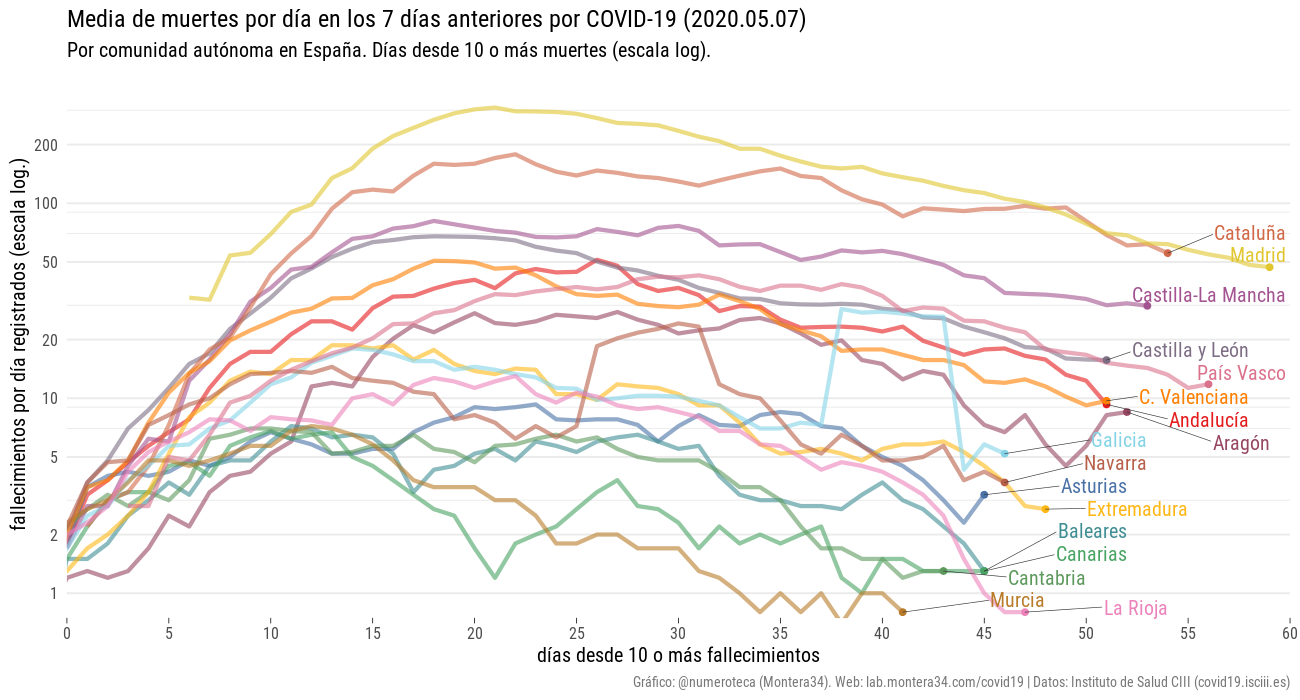 Media de muertes por día en los 7 días anteriores por COVID-19 (2020.05.07)
Por comunidad autónoma en España. Días desde 10 o más muertes (escala log).
fallecimientos por día registrados (escala log.)
200
100
50
20
10
5
2
1
Cataluña
Madrid
Castilla-La Mancha
Castilla y León
País Vasco
C. Valenciana
Andalucía
Aragón
Galicia
Navarra
Asturias
Extremadura
Baleares
Canarias
Cantabria
Murcia
La Rioja
0 5 10 15 20 25 30 35 40 45 50 55 60
días desde 10 o más fallecimientos
Gráfico: @numeroteca (Montera34). Web: lab.montera34.com/covid19 | Datos: Instituto de Salud CIII (covid19.isciii.es)